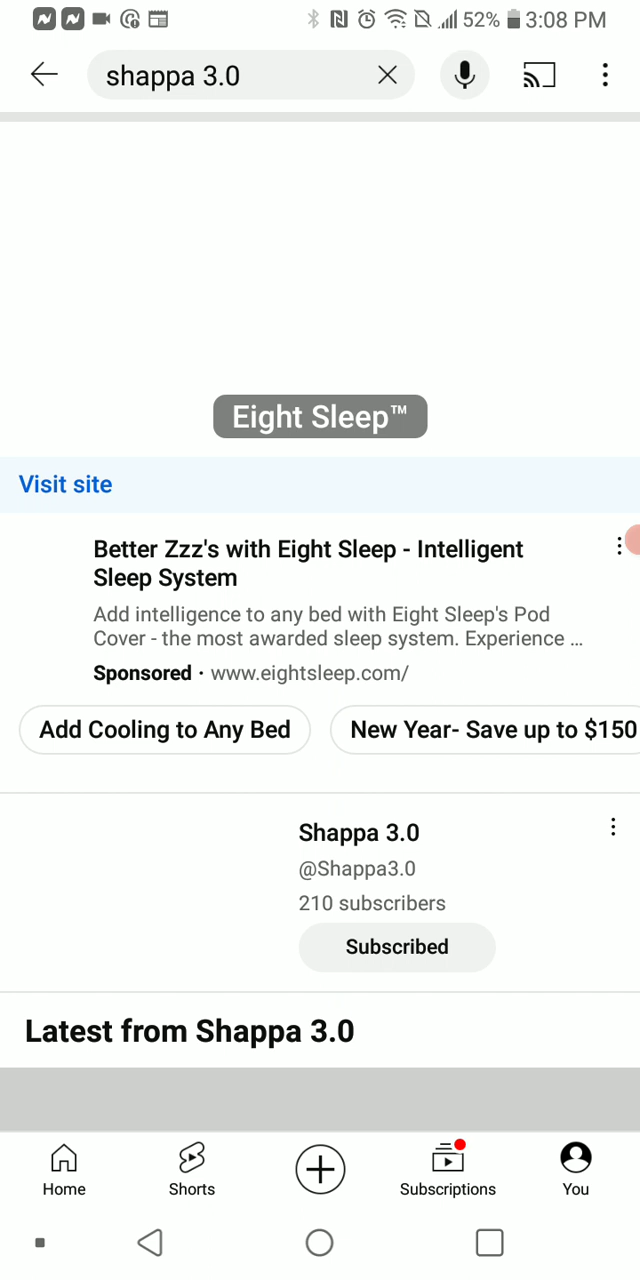 52% 3:08 PM
shappa 3.0
Eight Sleep™
Visit site
Better Zzz's with Eight Sleep - Intelligent
Sleep System
Add intelligence to any bed with Eight Sleep's Pod
Cover - the most awarded sleep system. Experience ...
Sponsored · www.eightsleep.com/
Add Cooling to Any Bed
New Year- Save up to $150
Shappa 3.0
@Shappa3.0
210 subscribers
Subscribed
Latest from Shappa 3.0
Home Shorts Subscriptions You